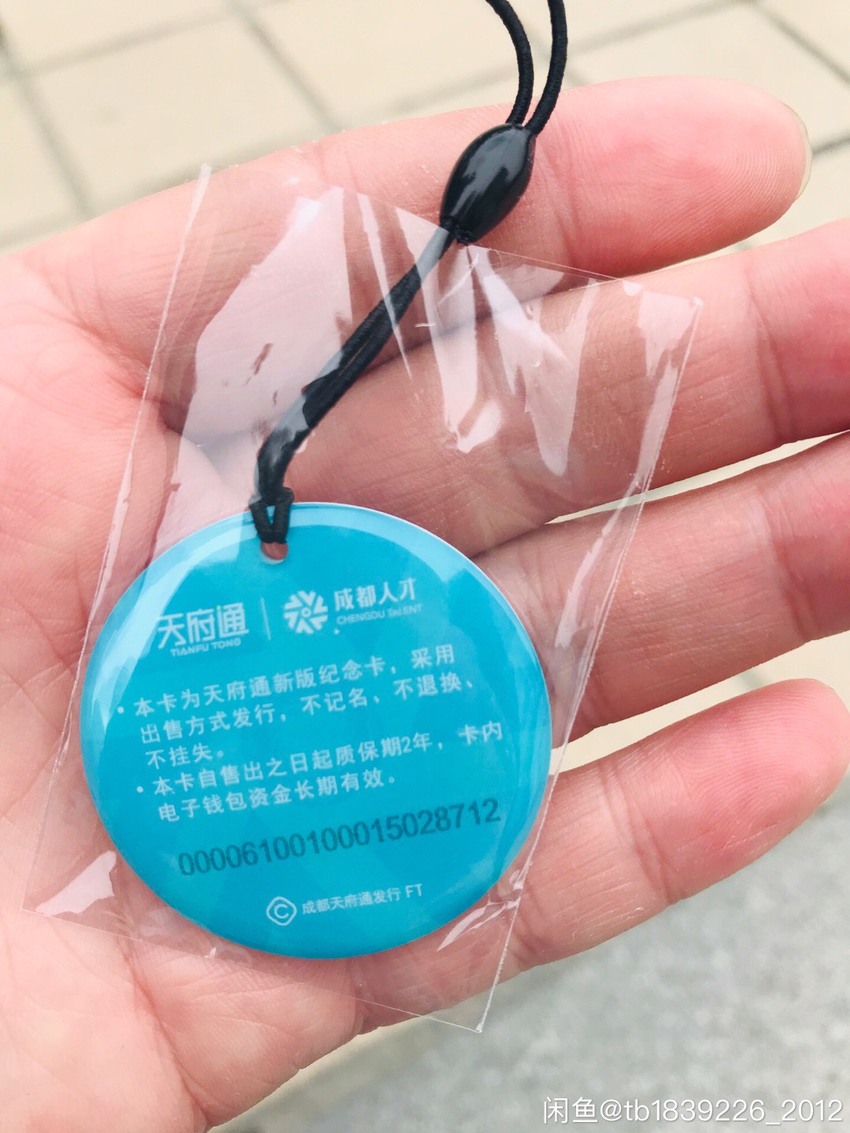 天府通
TIANFU TONG
成都人才
CHENGDU TALENT
·本卡为天府通新版纪念卡，采用
出售方式发行，不记名、不退换、
不挂失。
·本卡自售出之日起质保期2年，卡内
电子钱包资金长期有效。
00006100100015028712
成都天府通发行 FT
闲鱼@tb1839226_2012